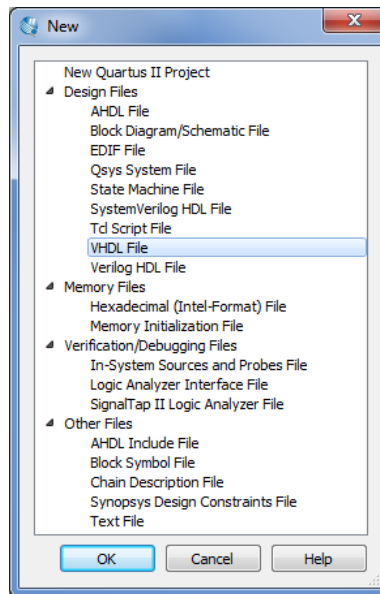 New
New Quartus II Project
Design Files
AHDL File
Block Diagram/Schematic File
EDIF File
Qsys System File
State Machine File
SystemVerilog HDL File
Tcl Script File
VHDL File
Verilog HDL File
Memory Files
Hexadecimal (Intel-Format) File
Memory Initialization File
Verification/Debugging Files
In-System Sources and Probes File
Logic Analyzer Interface File
SignalTap II Logic Analyzer File
Other Files
AHDL Include File
Block Symbol File
Chain Description File
Synopsys Design Constraints File
Text File
OK Cancel Help